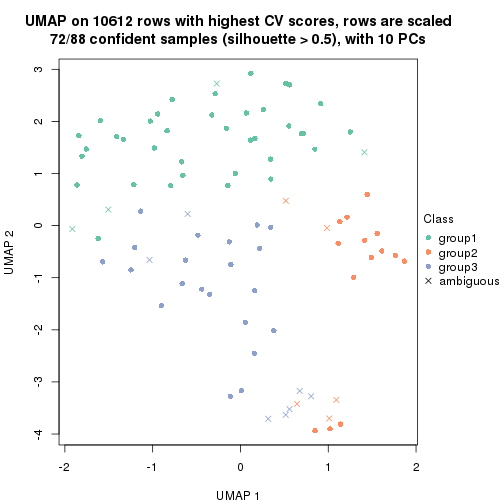 UMAP on 10612 rows with highest CV scores, rows are scaled
72/88 confident samples (silhouette > 0.5), with 10 PCs
3
2
1
0
-1
-2
-3
-4
UMAP 2
-2
-1
0
1
2
UMAP 1
Class
group1
group2
group3
ambiguous